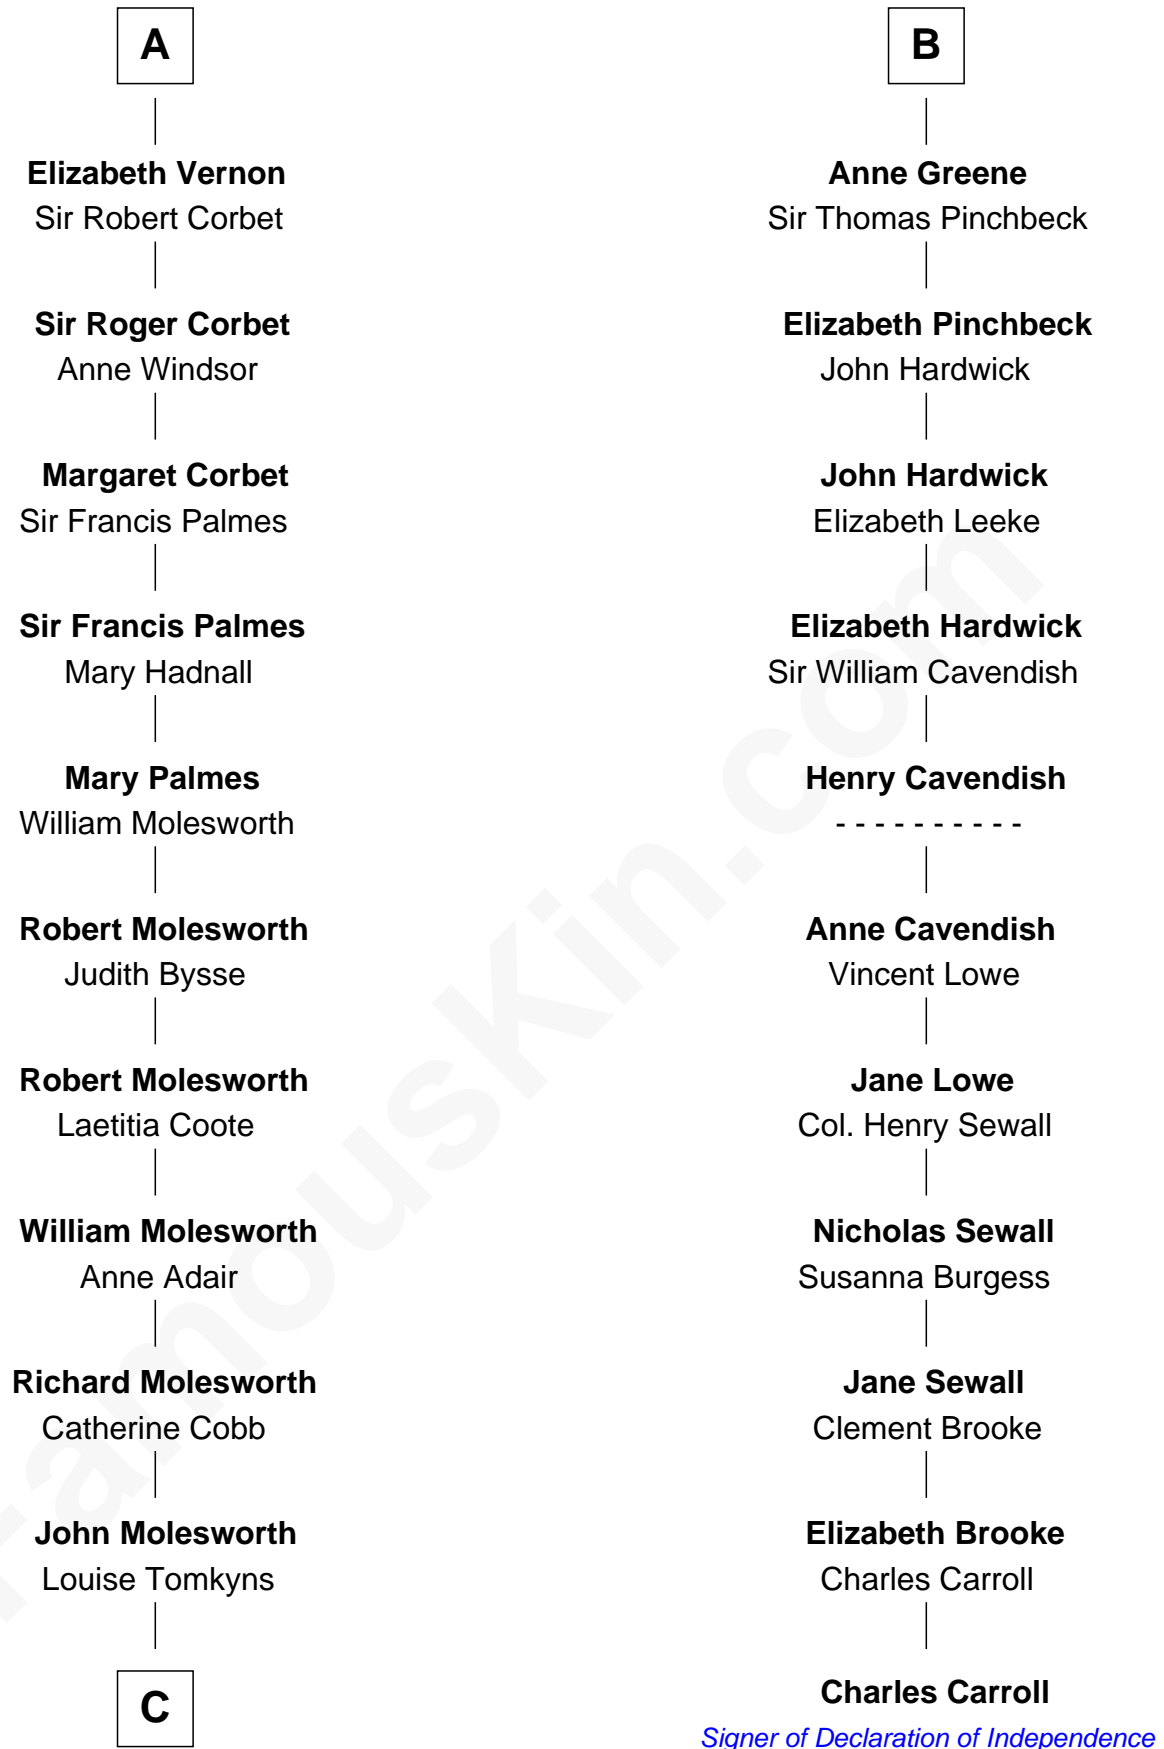 A
Elizabeth Vernon
Sir Robert Corbet
Sir Roger Corbet
Anne Windsor
Margaret Corbet
Sir Francis Palmes
Sir Francis Palmes
Mary Hadnall
Mary Palmes
William Molesworth
Robert Molesworth
Judith Bysse
Robert Molesworth
Laetitia Coote
William Molesworth
Anne Adair
Richard Molesworth
Catherine Cobb
John Molesworth
Louise Tomkyns
C
B
Anne Greene
Sir Thomas Pinchbeck
Elizabeth Pinchbeck
John Hardwick
John Hardwick
Elizabeth Leeke
Elizabeth Hardwick
Sir William Cavendish
Henry Cavendish
- - - - - - - - - -
Anne Cavendish
Vincent Lowe
Jane Lowe
Col. Henry Sewall
Nicholas Sewall
Susanna Burgess
Jane Sewall
Clement Brooke
Elizabeth Brooke
Charles Carroll
Charles Carroll
Signer of Declaration of Independence
FamousKin.com